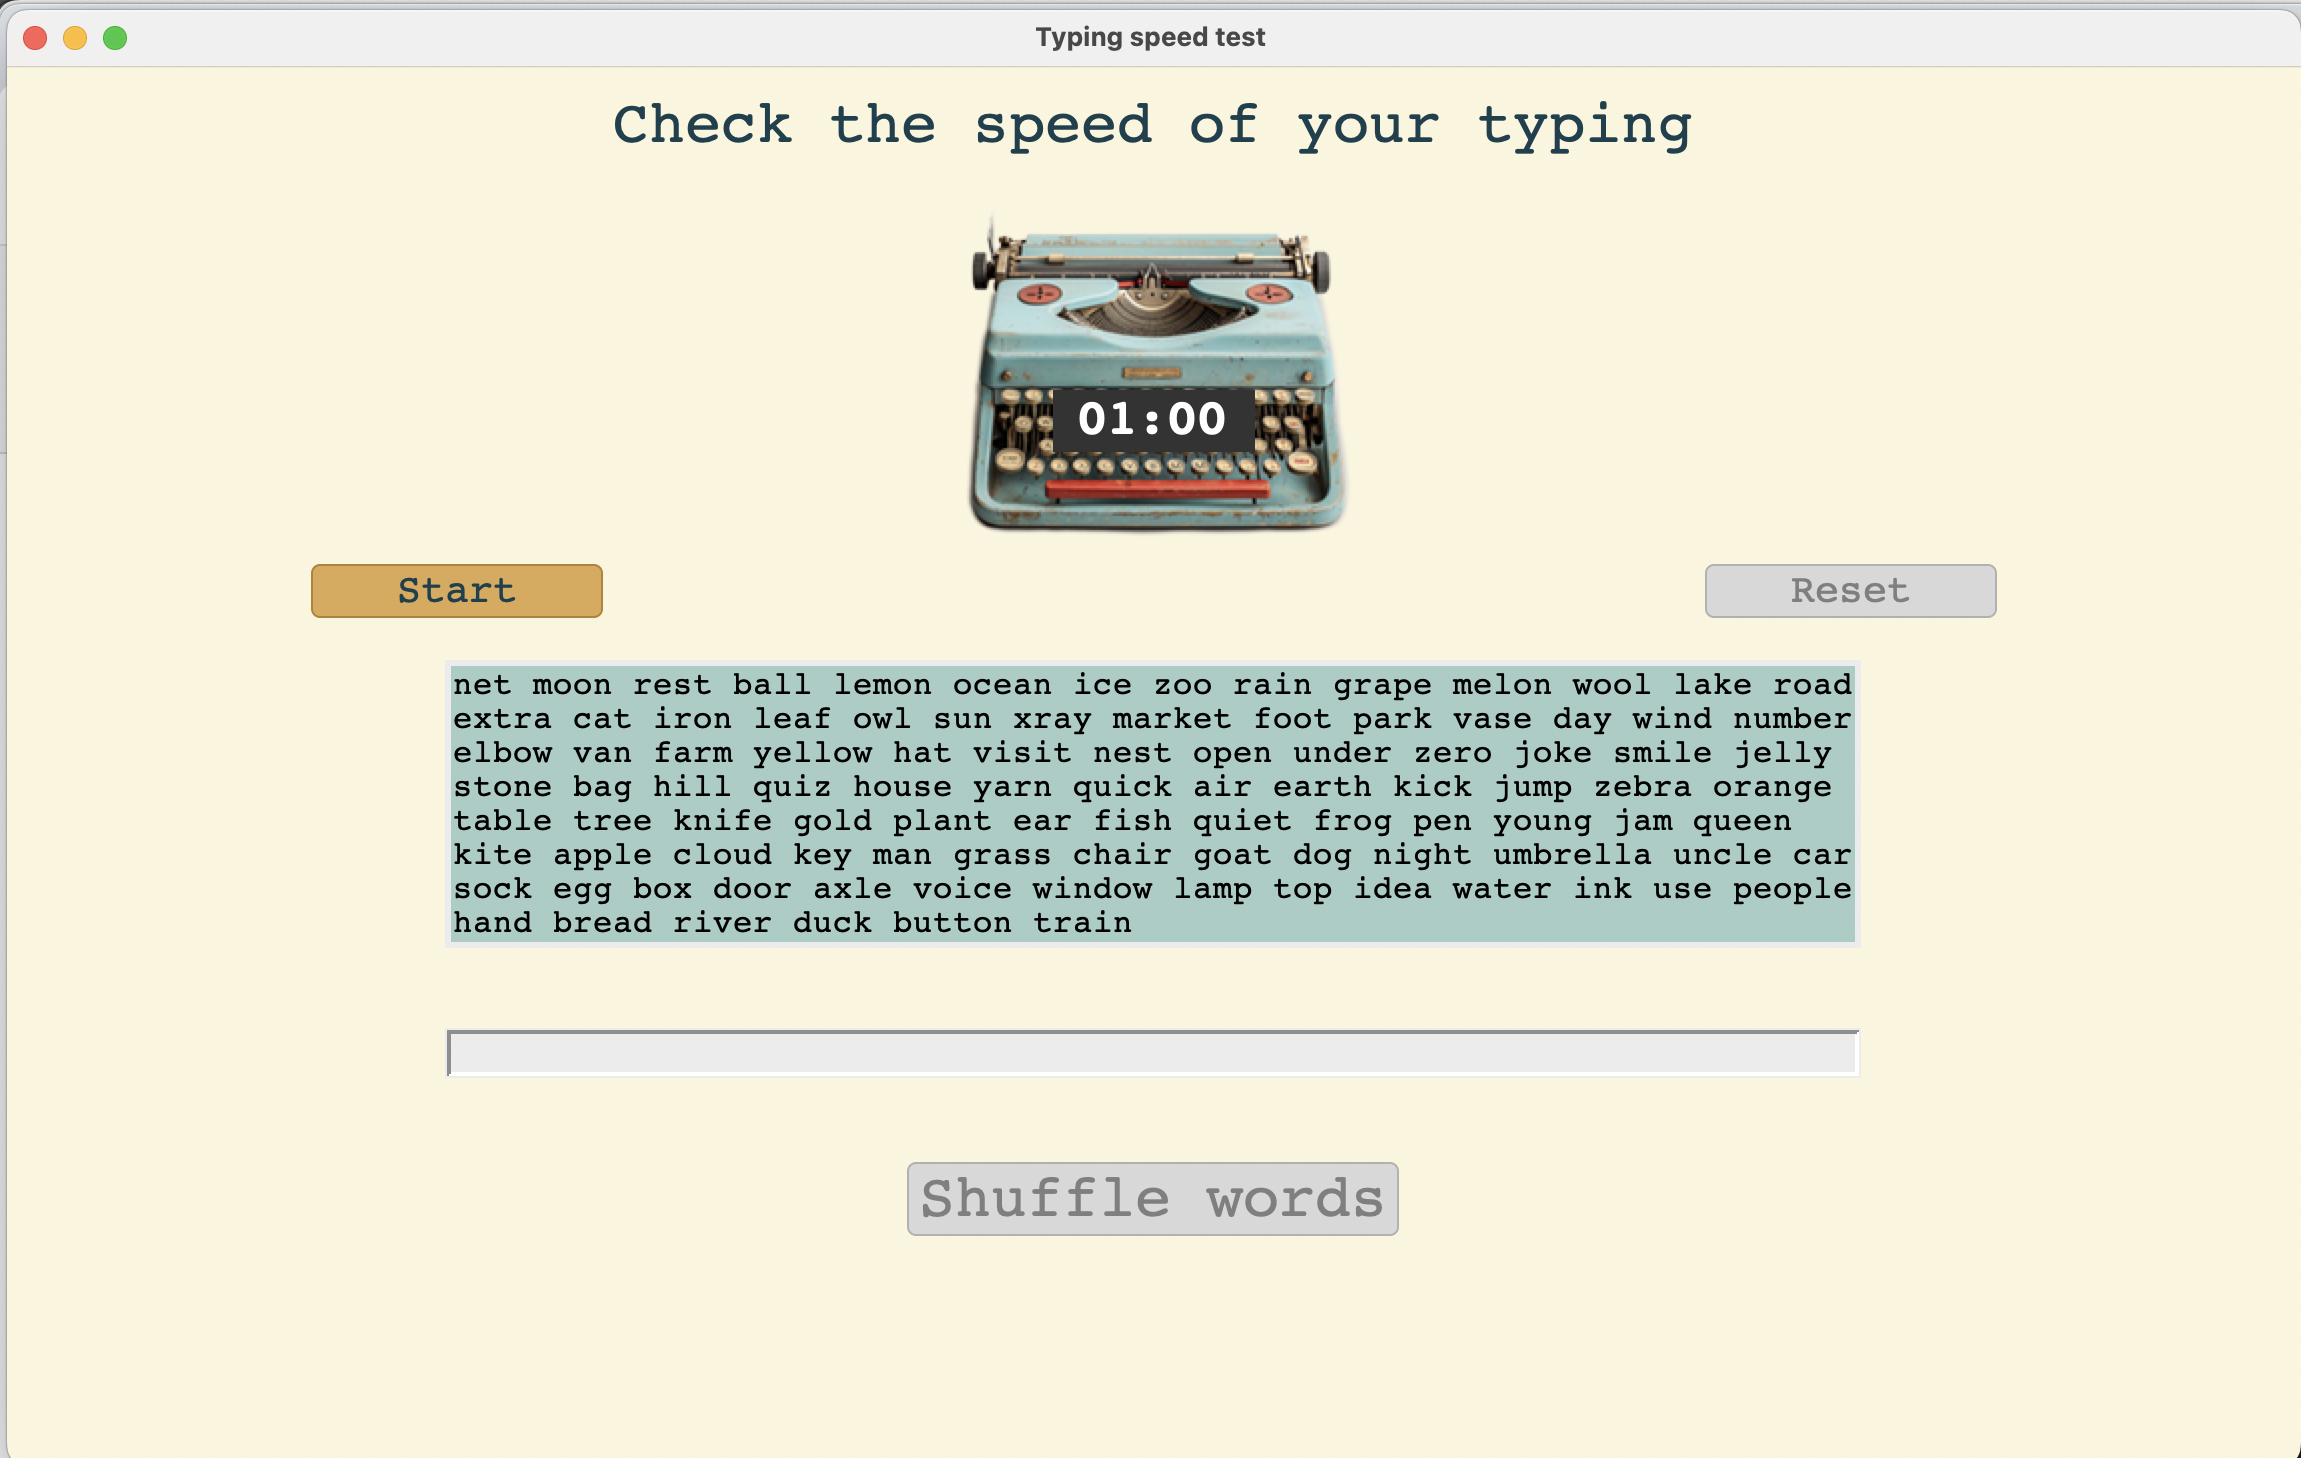 Typing speed test
Check the speed of your typing
01:00
Start
Reset
net moon rest ball lemon ocean ice zoo rain grape melon wool lake road
extra cat iron leaf owl sun xray market foot park vase day wind number
elbow van farm yellow hat visit nest open under zero joke smile jelly
stone bag hill quiz house yarn quick air earth kick jump zebra orange
table tree knife gold plant ear fish quiet frog pen young jam queen
kite apple cloud key man grass chair goat dog night umbrella uncle car
sock egg box door axle voice window lamp top idea water ink use people
hand bread river duck button train
Shuffle words